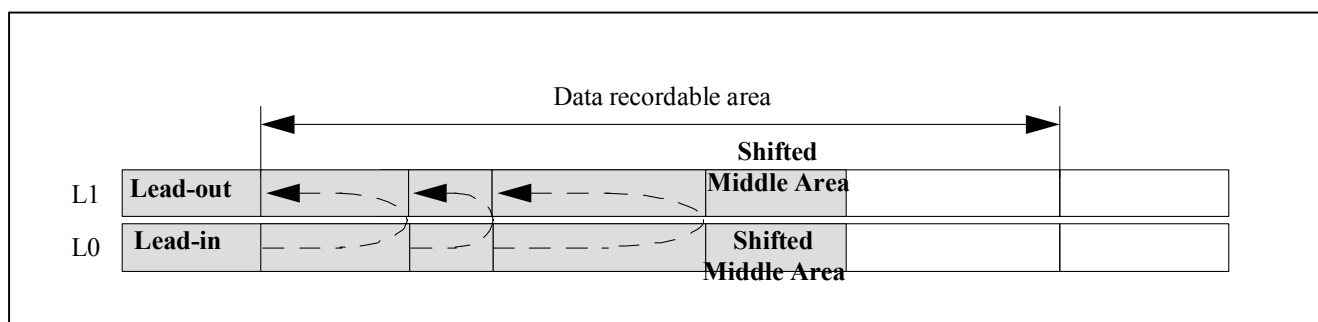 Data recordable area
Shifted
Middle Area
L1 Lead-out
L0 Lead-in
Shifted
Middle Area